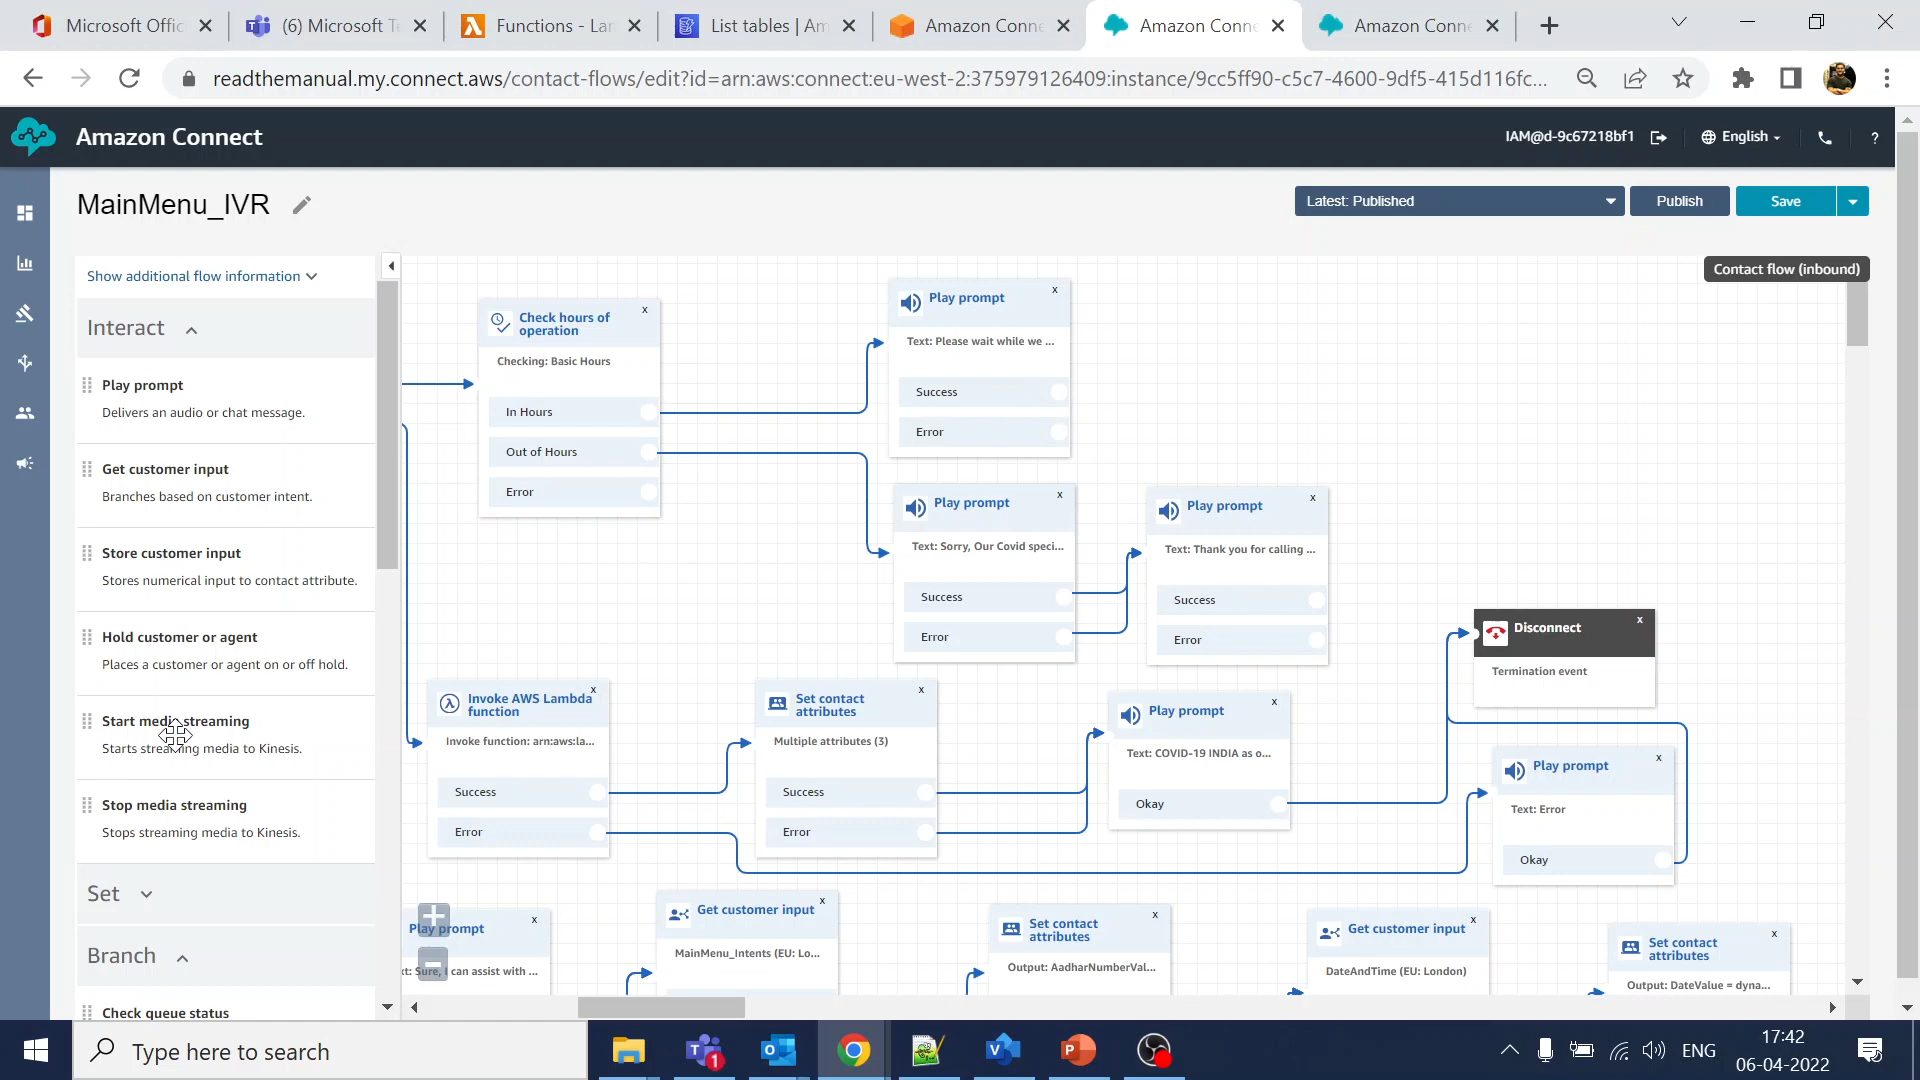 Microsoft Offic
(6) Microsoft Te
Functions - Lam
List tables | Am
Amazon Conne
Amazon Conne
Amazon Conne
readthemanual.my.connect.aws/contact-flows/edit?id=arn:aws:connect:eu-west-2:375979126409:instance/9cc5ff90-c5c7-4600-9df5-415d116fc...
Amazon Connect
IAM@d-9c67218bf1
English
?
MainMenu_IVR
Latest: Published
Publish
Save
Show additional flow information
Contact flow (inbound)
Interact
Play prompt
Delivers an audio or chat message.
Get customer input
Branches based on customer intent.
Store customer input
Stores numerical input to contact attribute.
Hold customer or agent
Places a customer or agent on or off hold.
Start media streaming
Starts streaming media to Kinesis.
Stop media streaming
Stops streaming media to Kinesis.
Set
Branch
Check queue status
Check hours of
operation
x
Checking: Basic Hours
In Hours
Out of Hours
Error
Play prompt
x
Text: Please wait while we ...
Success
Error
Play prompt
x
Text: Sorry, Our Covid speci...
Success
Error
Play prompt
x
Text: Thank you for calling ...
Success
Error
Disconnect
x
Termination event
Invoke AWS Lambda
function
x
Invoke function: arn:aws:la...
Success
Error
Set contact
attributes
x
Multiple attributes (3)
Success
Error
Play prompt
x
Text: COVID-19 INDIA as o...
Okay
Play prompt
x
Text: Error
Okay
Play prompt
x
xt: Sure, I can assist with ...
Get customer input
x
MainMenu_Intents (EU: Lo...
Set contact
attributes
x
Output: AadharNumberVal...
Get customer input
x
DateAndTime (EU: London)
Set contact
attributes
x
Output: DateValue = dyna...
Type here to search
1
ENG
17:42
06-04-2022